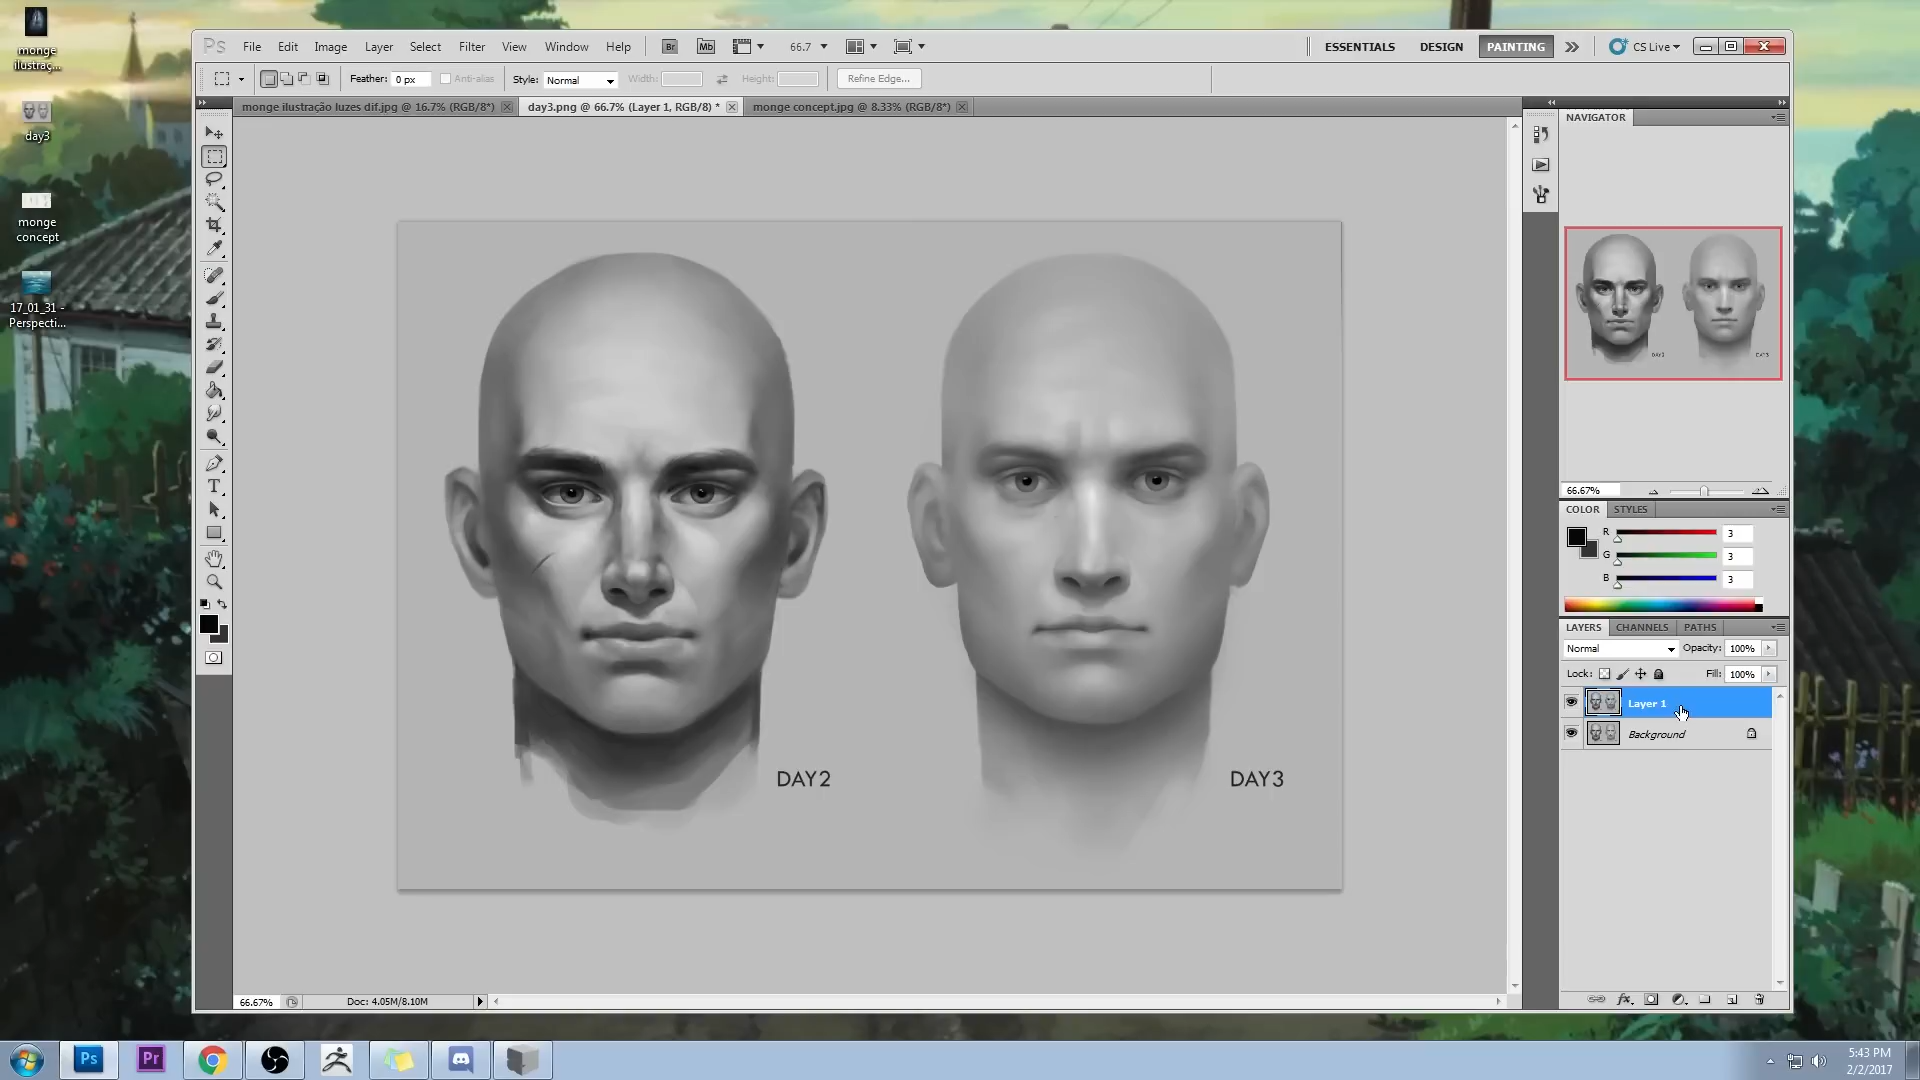 monge
ilustraç...
day3
monge
concept
17_01_31 -
Perspecti...
Ps File Edit Image Layer Select Filter View Window Help Br Mb 66.7 ESSENTIALS DESIGN PAINTING CS Live
Feather: 0 px Anti-alias Style: Normal Width: Height: Refine Edge...
monge ilustração luzes dif.jpg @ 16.7% (RGB/8*) day3.png @ 66.7% (Layer 1, RGB/8) * monge concept.jpg @ 8.33% (RGB/8*)
NAVIGATOR
DAY2 DAY3
66.67%
COLOR STYLES
R 3
G 3
B 3
LAYERS CHANNELS PATHS
Normal Opacity: 100%
Lock: Fill: 100%
Layer 1
Background
DAY2 DAY3
fx
66.67% Doc: 4.05M/8.10M
Ps Pr
5:43 PM
2/2/2017